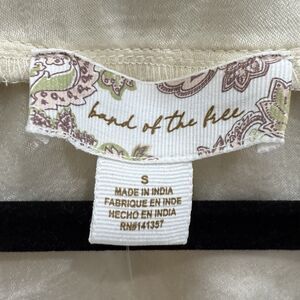 band of the free
S
MADE IN INDIA
FABRIQUE EN INDE
HECHO EN INDIA
RN#141357